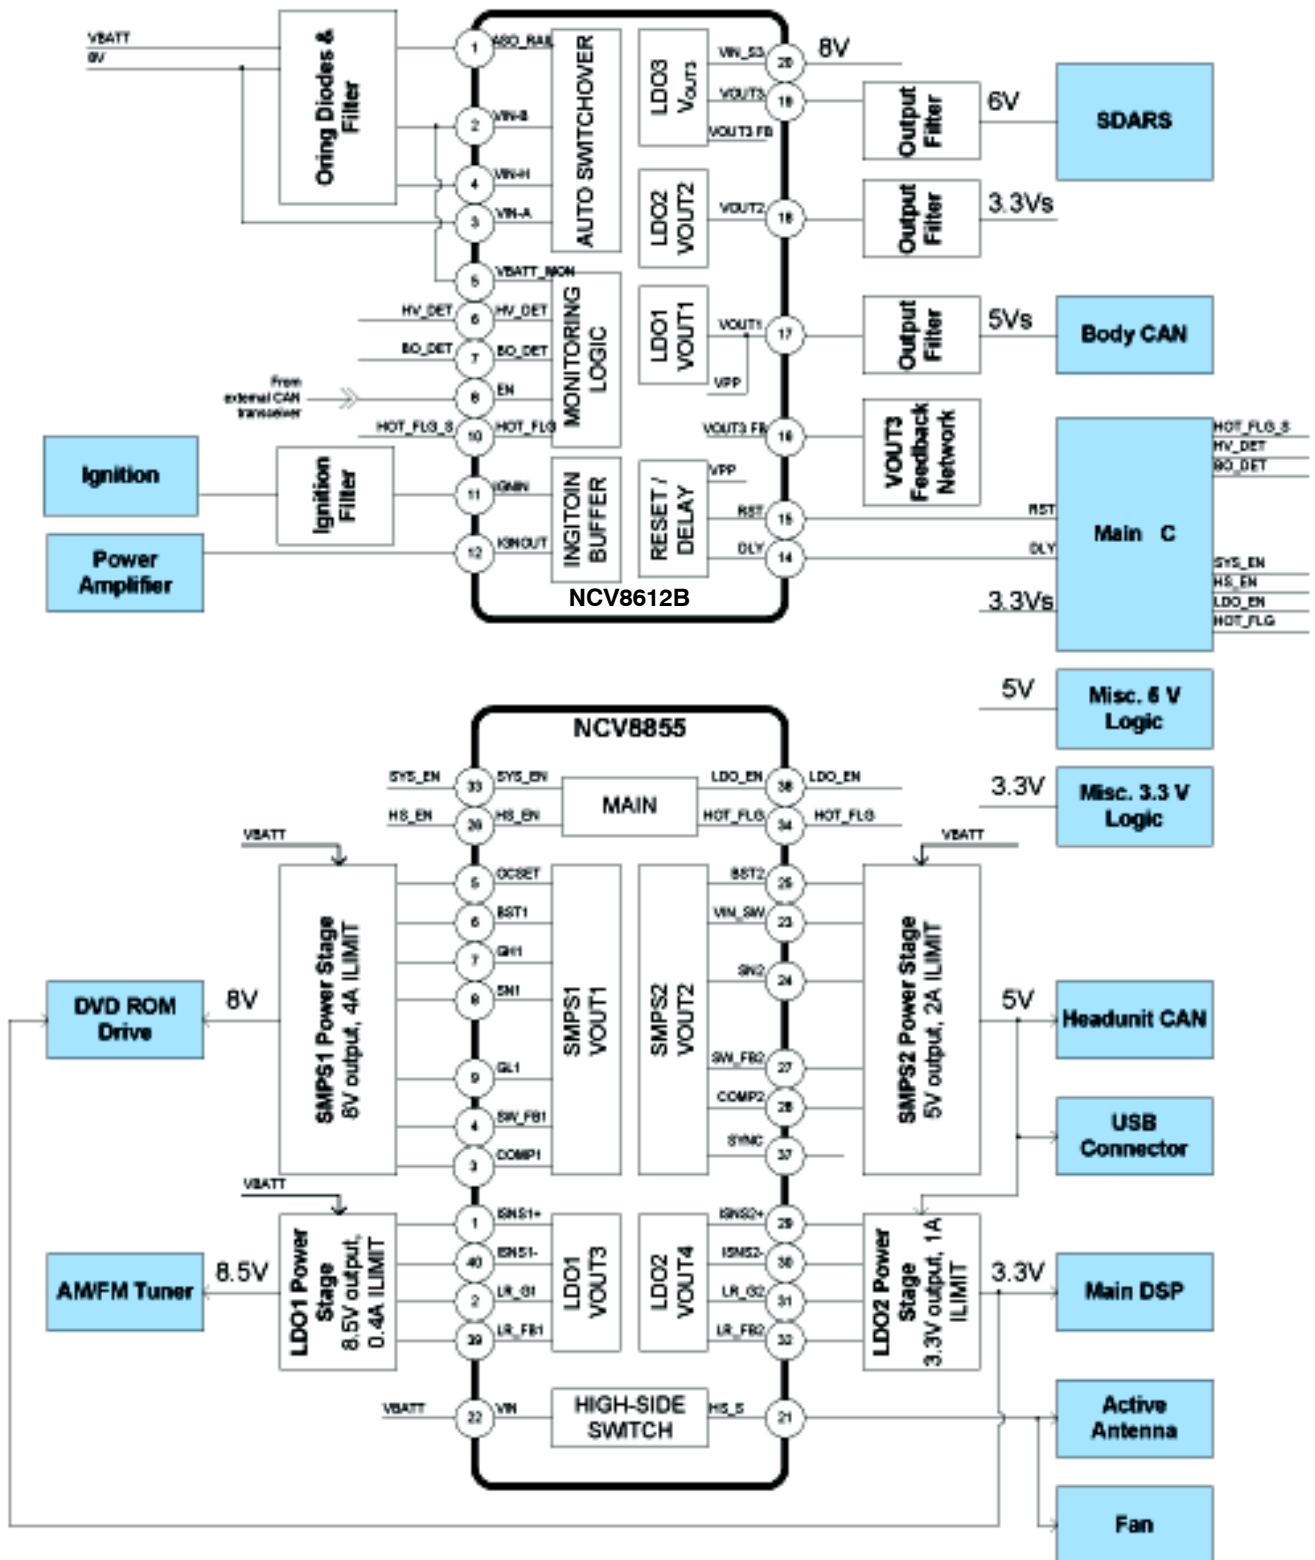 VBATT
8V
Oring Diodes &
Filter
1
ASO_RAIL
2
VIN-B
4
VIN-H
3
VIN-A
AUTO SWITCHOVER
5
VBATT_MON
HV_DET
6
HV_DET
BO_DET
7
BO_DET
From
external CAN
transceiver
8
EN
HOT_FLG_S
10
HOT_FLG
MONITORING
LOGIC
Ignition
Ignition
Filter
11
IGNIN
Power
Amplifier
12
IGNOUT
INGITOIN
BUFFER
LDO3
VOUT3
VIN_S3
20
8V
VOUT3
19
VOUT3 FB
Output
Filter
6V
SDARS
LDO2
VOUT2
VOUT2
18
Output
Filter
3.3Vs
LDO1
VOUT1
VOUT1
17
VPP
Output
Filter
5Vs
Body CAN
VOUT3 FB
16
VOUT3
Feedback
Network
RESET /
DELAY
VPP
RST
15
RST
DLY
14
DLY
3.3Vs
Main C
HOT_FLG_S
HV_DET
BO_DET
SYS_EN
HS_EN
LDO_EN
HOT_FLG
NCV8612B
5V
Misc. 5 V
Logic
3.3V
Misc. 3.3 V
Logic
NCV8855
SYS_EN
33
SYS_EN
HS_EN
26
HS_EN
MAIN
LDO_EN
38
LDO_EN
HOT_FLG
34
HOT_FLG
VBATT
SMPS1 Power Stage
8V output, 4A ILIMIT
5
OCSET
6
BST1
7
GH1
8
SN1
9
GL1
4
SW_FB1
3
COMP1
SMPS1
VOUT1
SMPS2
VOUT2
BST2
25
VIN_SW
23
SN2
24
SW_FB2
27
COMP2
28
SYNC
37
VBATT
SMPS2 Power Stage
5V output, 2A ILIMIT
DVD ROM
Drive
8V
5V
Headunit CAN
USB
Connector
VBATT
LDO1 Power
Stage
8.5V output,
0.4A ILIMIT
AM/FM Tuner
8.5V
1
ISNS1+
40
ISNS1-
2
LR_G1
39
LR_FB1
LDO1
VOUT3
LDO2
VOUT4
ISNS2+
29
ISNS2-
30
LR_G2
31
LR_FB2
32
LDO2 Power
Stage
3.3V output, 1A
ILIMIT
3.3V
Main DSP
VBATT
22
VIN
HIGH-SIDE
SWITCH
HS_S
21
Active
Antenna
Fan